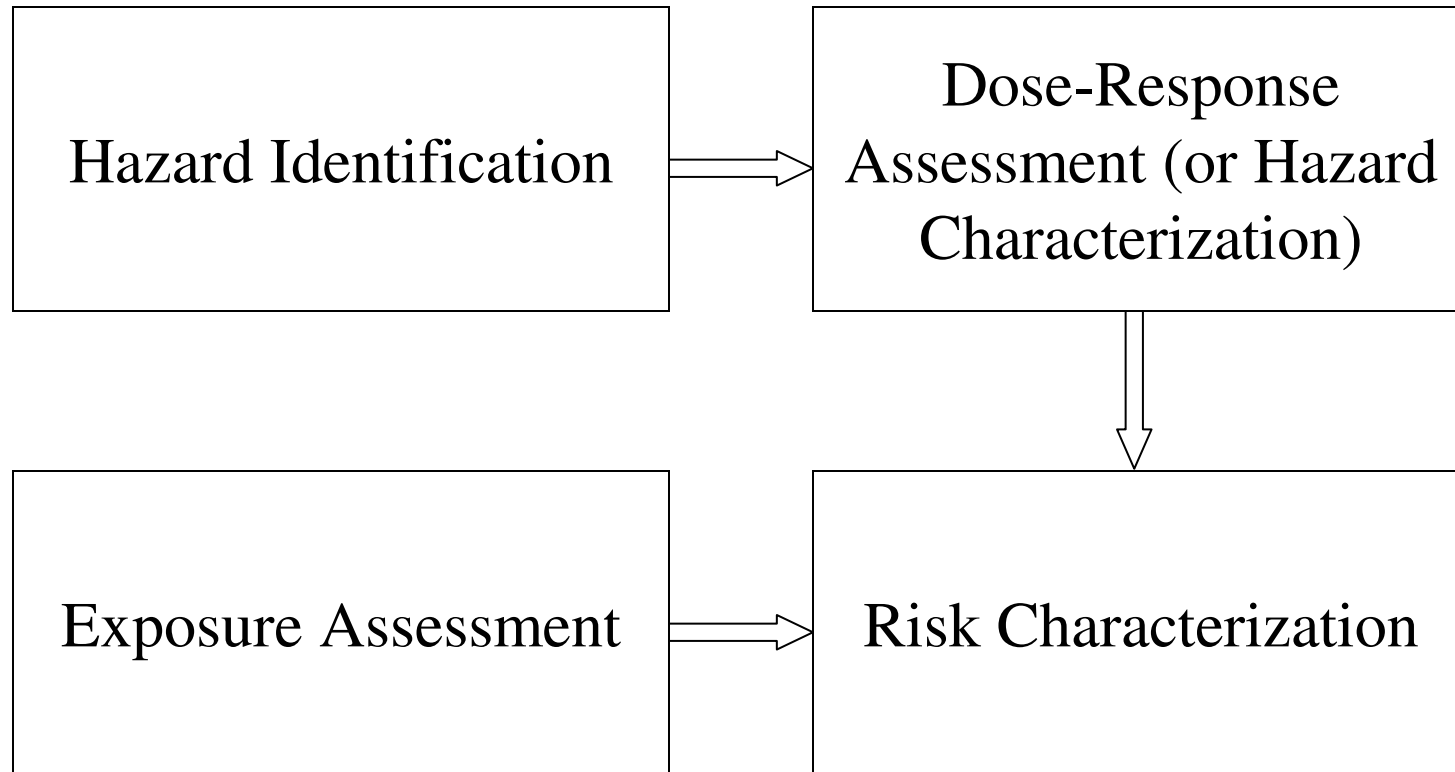 Hazard Identification
Dose-Response
Assessment (or Hazard
Characterization)
Exposure Assessment
Risk Characterization